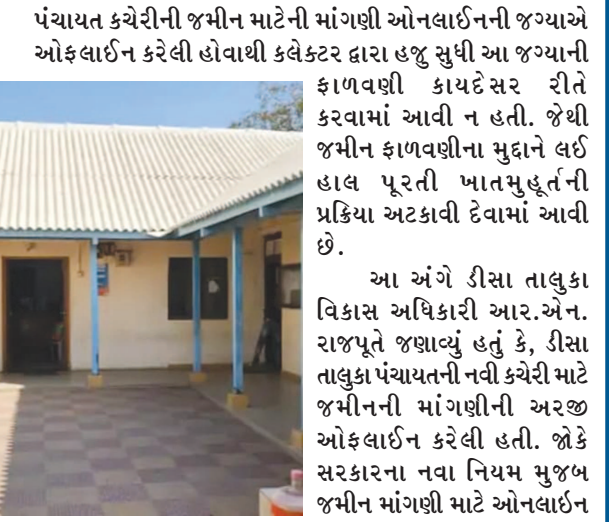 પંચાયત કચેરીની જમીન માટેની માંગણી ઓનલાઈનની જગ્યાએ
ઓફલાઈન કરેલી હોવાથી કલેક્ટર દ્વારા હજુ સુધી આ જગ્યાની
ફાળવણી કાયદેસર રીતે
કરવામાં આવી ન હતી. જેથી
જમીન ફાળવણીના મુદ્દાને લઈ
હાલ પૂરતી ખાતમુહૂર્તની
પ્રક્રિયા અટકાવી દેવામાં આવી
છે.
આ અંગે ડીસા તાલુકા
વિકાસ અધિકારી આર.એન.
રાજપૂતે જણાવ્યું હતું કે, ડીસા
તાલુકા પંચાયતની નવી કચેરી માટે
જમીનની માંગણીની અરજી
ઓફલાઈન કરેલી હતી. જોકે
સરકારના નવા નિયમ મુજબ
જમીન માંગણી માટે ઓનલાઇન